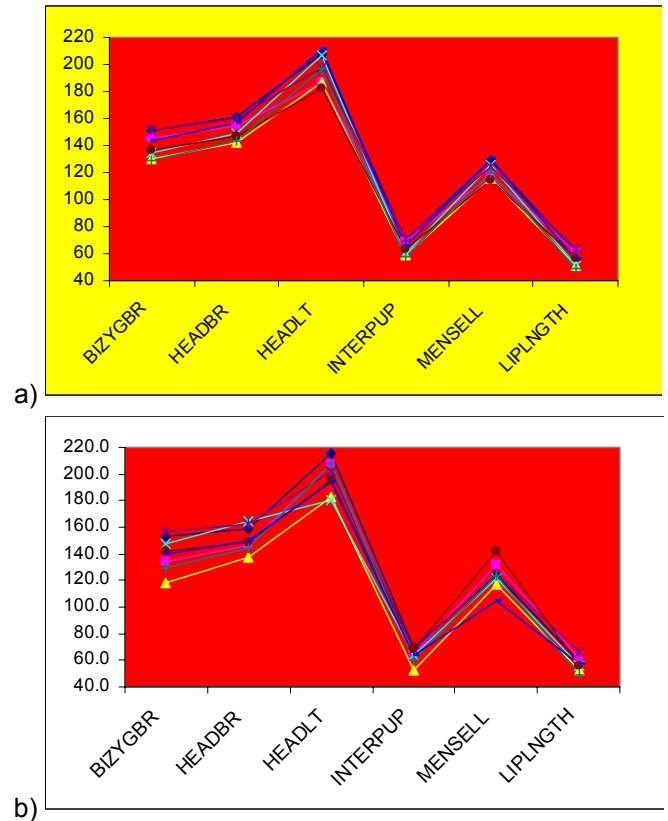 220
200
180
160
140
120
100
80
60
40
BIZYGBR
HEADBR
HEADLT
INTERPUP
MENSELL
LIPLNGTH
a)
220.0
200.0
180.0
160.0
140.0
120.0
100.0
80.0
60.0
40.0
BIZYGBR
HEADBR
HEADLT
INTERPUP
MENSELL
LIPLNGTH
b)